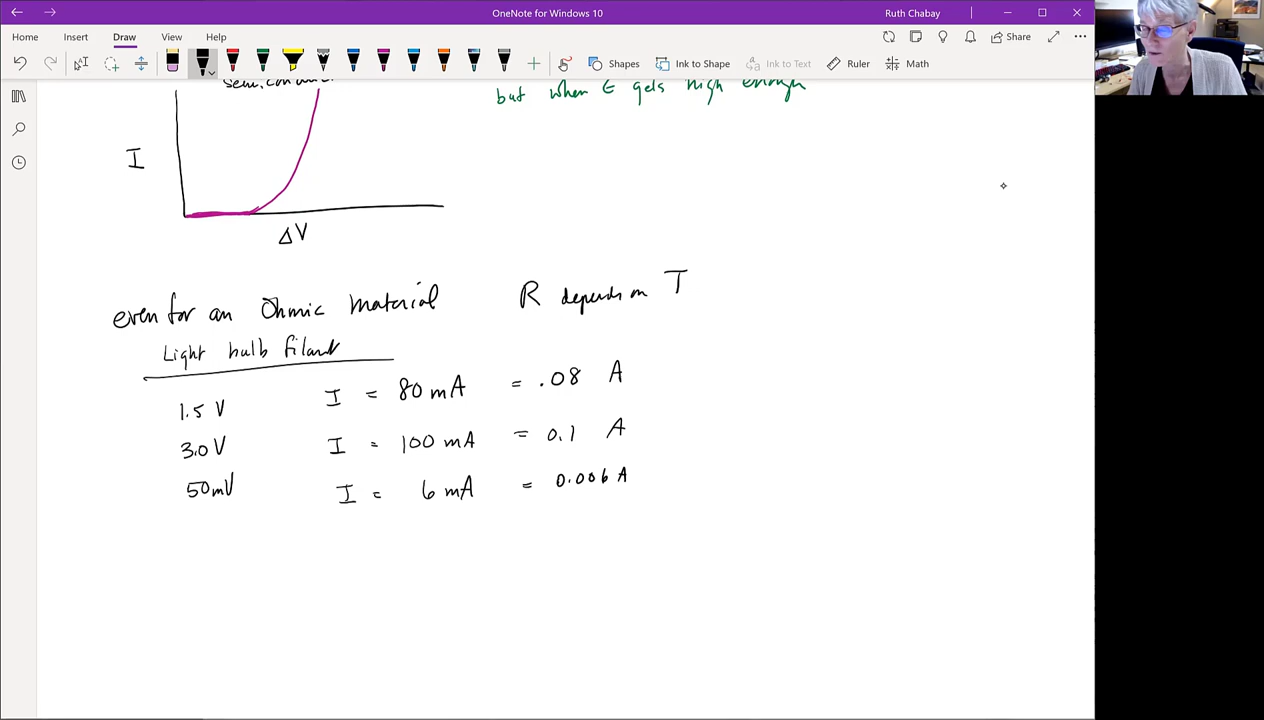 OneNote for Windows 10
Ruth Chabay
Home Insert Draw View Help
Shapes Ink to Shape Ink to Text Ruler Math
Share
but when E gets high enough
I
ΔV
even for an Ohmic material R depends on T
Light bulb
1.5 V I = 80 mA = .08 A
3.0 V I = 100 mA = 0.1 A
50 mV I = 6 mA = 0.006 A